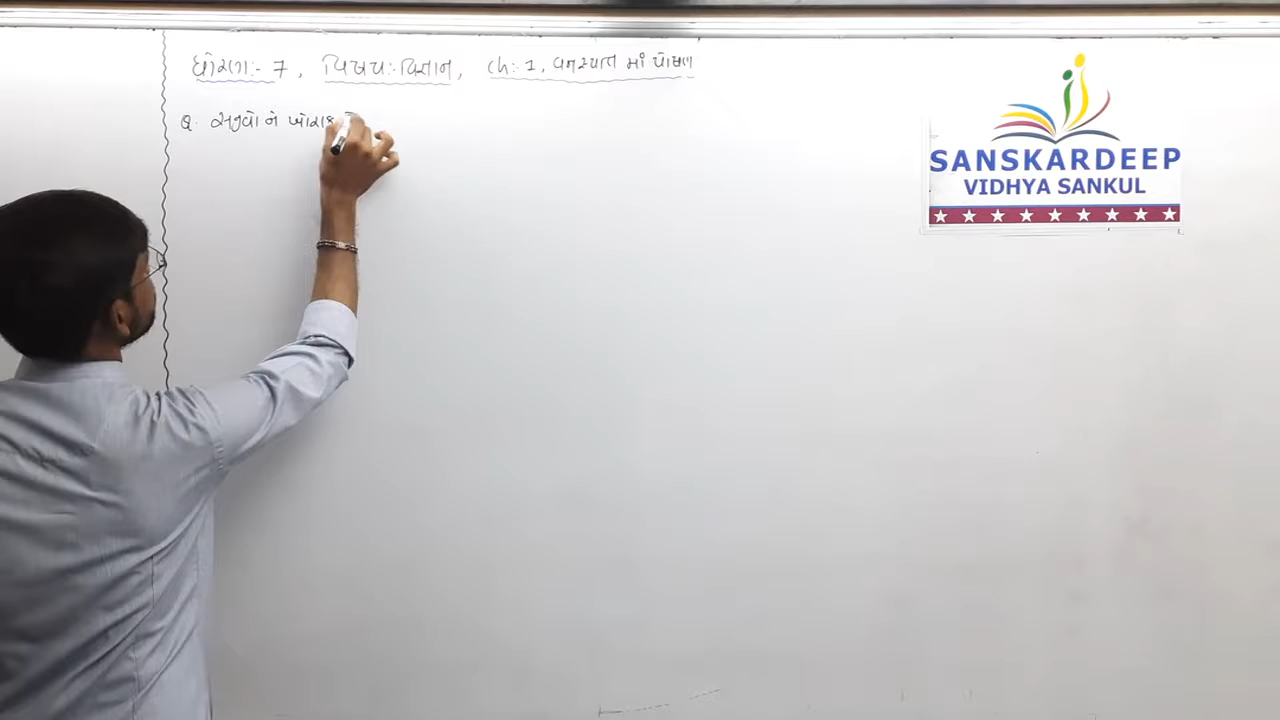 ધોરણ:- 7, વિષય:- વિજ્ઞાન, Ch:- 1, વનસ્પતિ માં પોષણ
Q. સજીવો ને ખોરાક
SANSKARDEEP
VIDHYA SANKUL